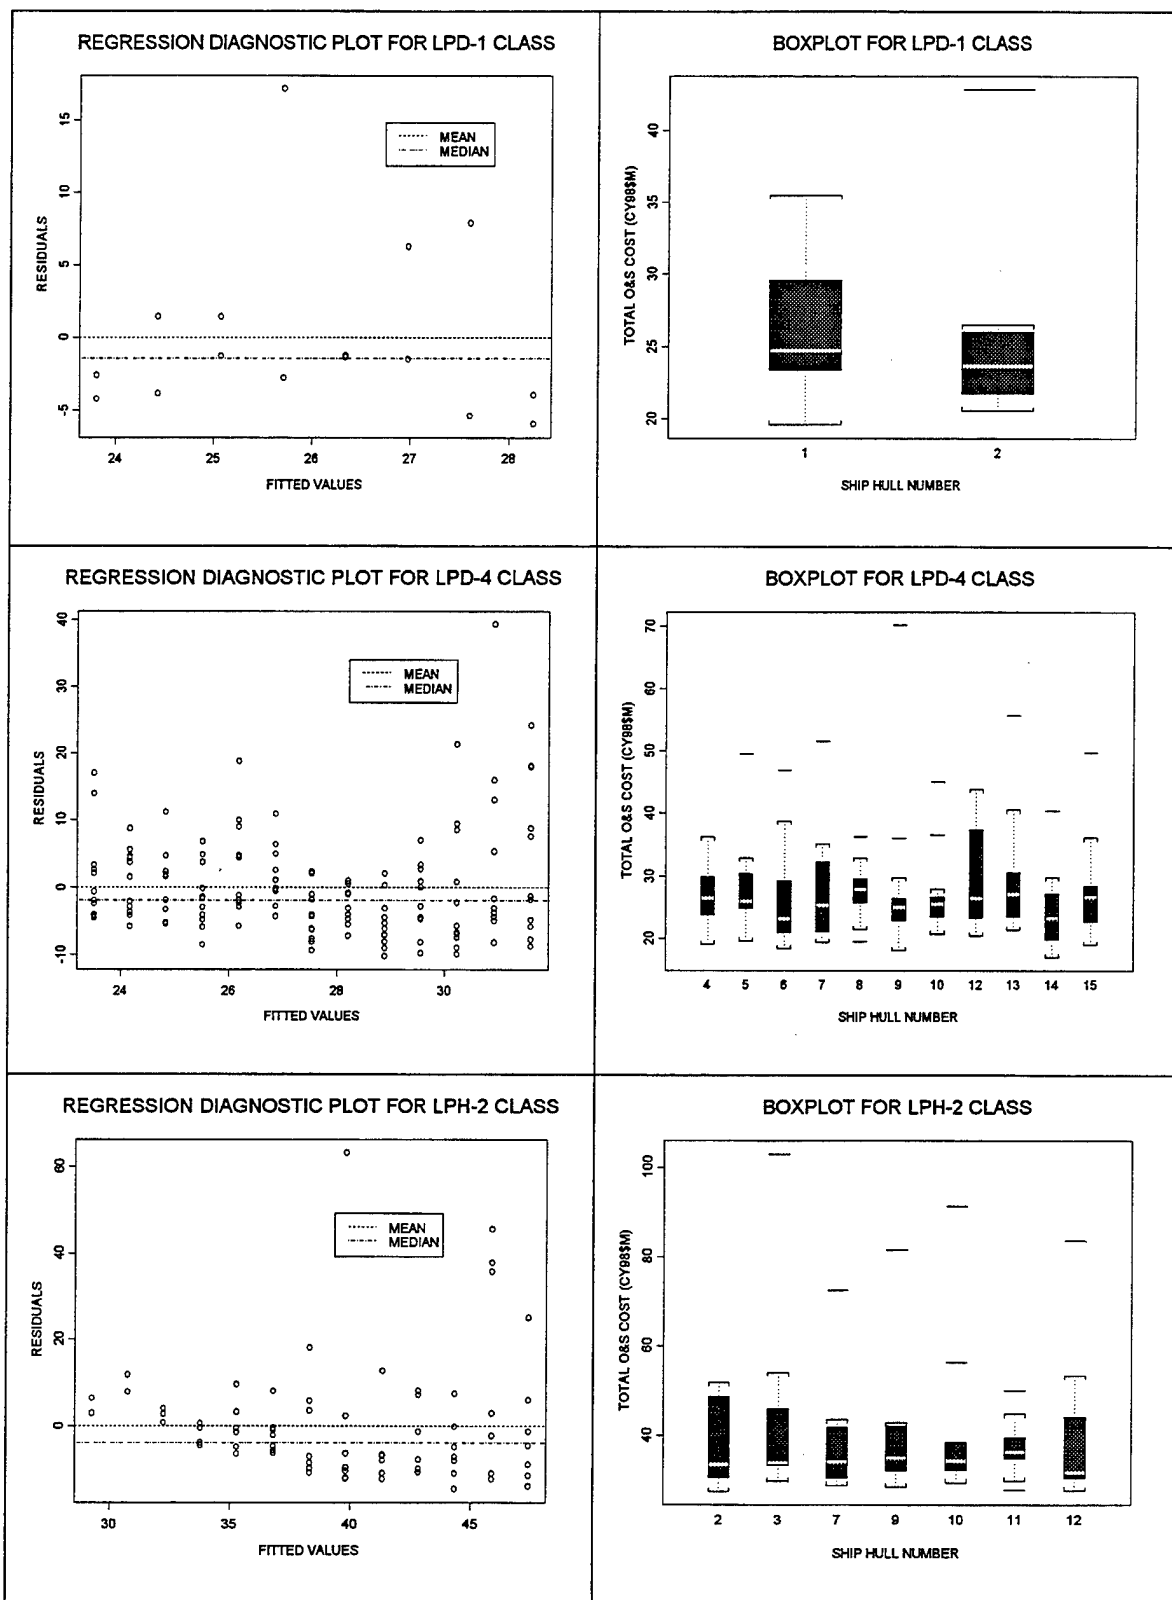 REGRESSION DIAGNOSTIC PLOT FOR LPD-1 CLASS
15
10
5
0
-5
RESIDUALS
MEAN
MEDIAN
24 25 26 27 28
FITTED VALUES
BOXPLOT FOR LPD-1 CLASS
40
35
30
25
20
TOTAL O&S COST (CY98$M)
1 2
SHIP HULL NUMBER
REGRESSION DIAGNOSTIC PLOT FOR LPD-4 CLASS
40
30
20
10
0
-10
RESIDUALS
MEAN
MEDIAN
24 26 28 30
FITTED VALUES
BOXPLOT FOR LPD-4 CLASS
70
60
50
40
30
20
TOTAL O&S COST (CY98$M)
4 5 6 7 8 9 10 12 13 14 15
SHIP HULL NUMBER
REGRESSION DIAGNOSTIC PLOT FOR LPH-2 CLASS
60
40
20
0
RESIDUALS
MEAN
MEDIAN
30 35 40 45
FITTED VALUES
BOXPLOT FOR LPH-2 CLASS
100
80
60
40
TOTAL O&S COST (CY98$M)
2 3 7 9 10 11 12
SHIP HULL NUMBER